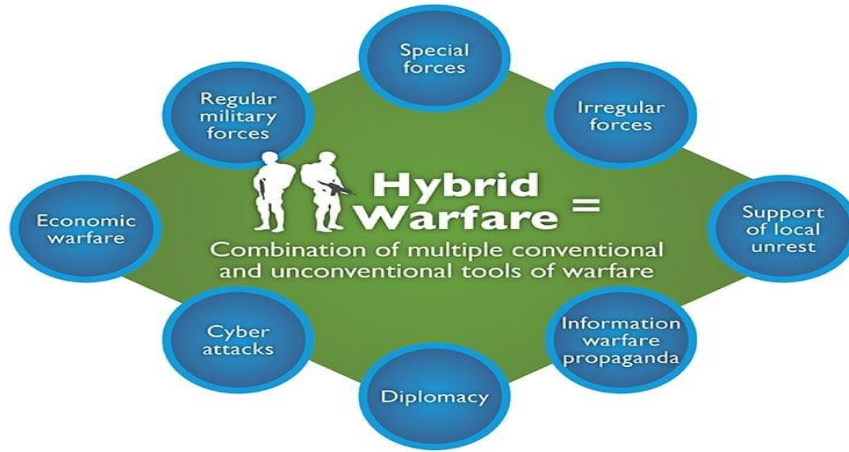 Special
forces
Regular
military
forces
Irregular
forces
Hybrid
Warfare =
Combination of multiple conventional
and unconventional tools of warfare
Economic
warfare
Support
of local
unrest
Cyber
attacks
Information
warfare
propaganda
Diplomacy